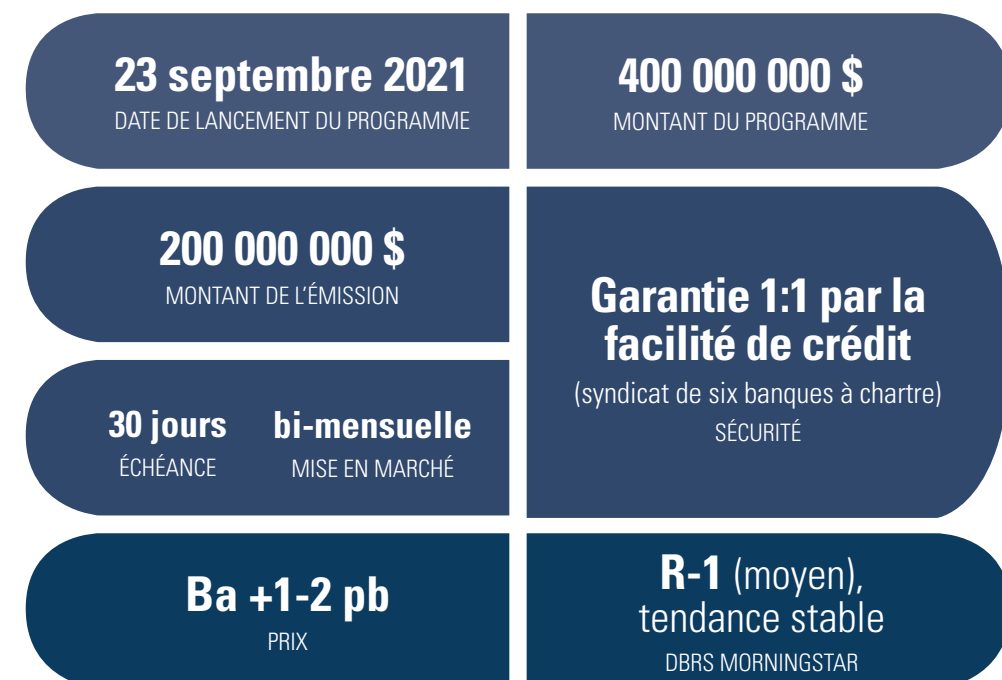 23 septembre 2021
DATE DE LANCEMENT DU PROGRAMME
400 000 000 $
MONTANT DU PROGRAMME
200 000 000 $
MONTANT DE L'ÉMISSION
Garantie 1:1 par la
facilité de crédit
(syndicat de six banques à chartre)
SÉCURITÉ
30 jours
ÉCHÉANCE
bi-mensuelle
MISE EN MARCHÉ
Ba +1-2 pb
PRIX
R-1 (moyen),
tendance stable
DBRS MORNINGSTAR